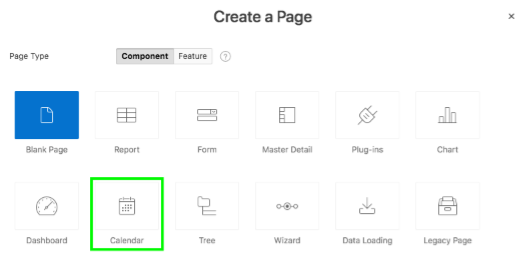 Create a Page
×
Page Type Component Feature ?
Blank Page Report Form Master Detail Plug-ins Chart
Dashboard Calendar Tree Wizard Data Loading Legacy Page